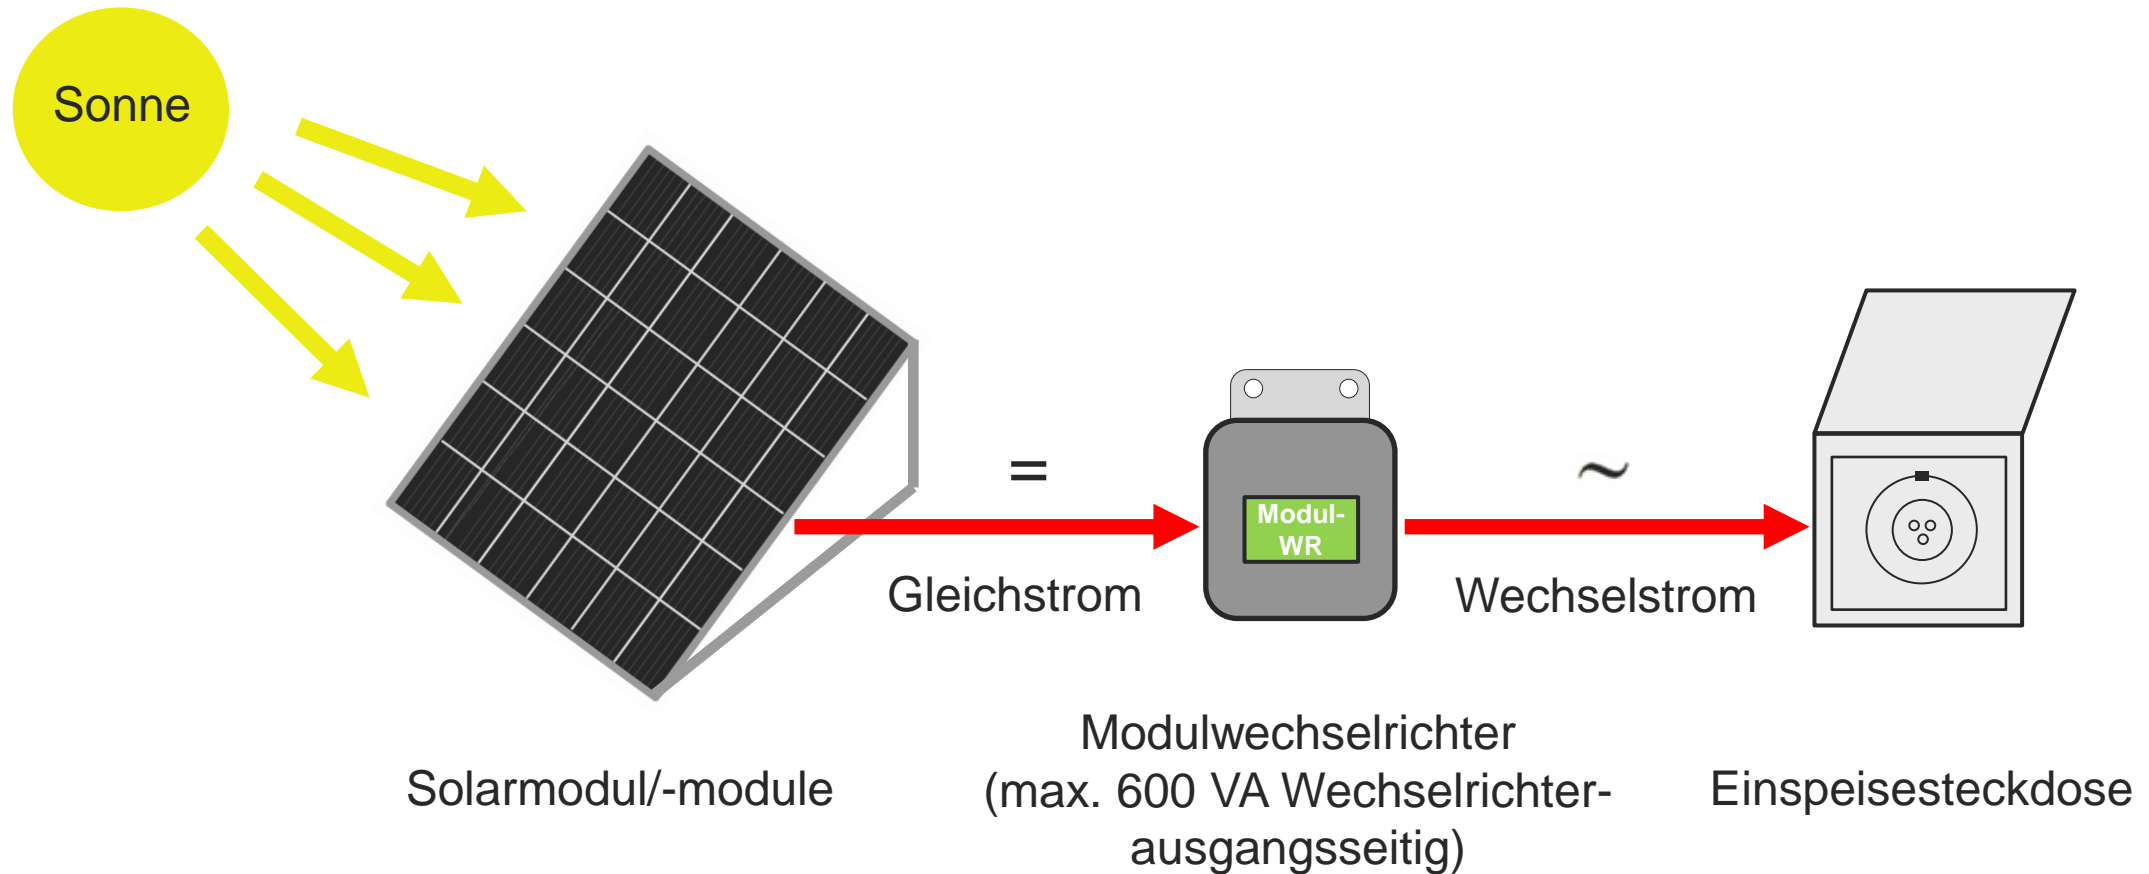 Sonne
=
~
Modul-
WR
Gleichstrom
Wechselstrom
Solarmodul/-module
Modulwechselrichter
(max. 600 VA Wechselrichter-
ausgangsseitig)
Einspeisesteckdose